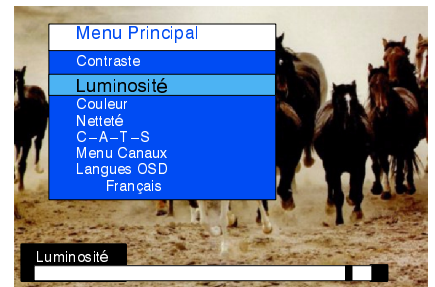 Menu Principal
Contraste
Luminosité
Couleur
Netteté
C–A–T–S
Menu Canaux
Langues OSD
Français
Luminosité